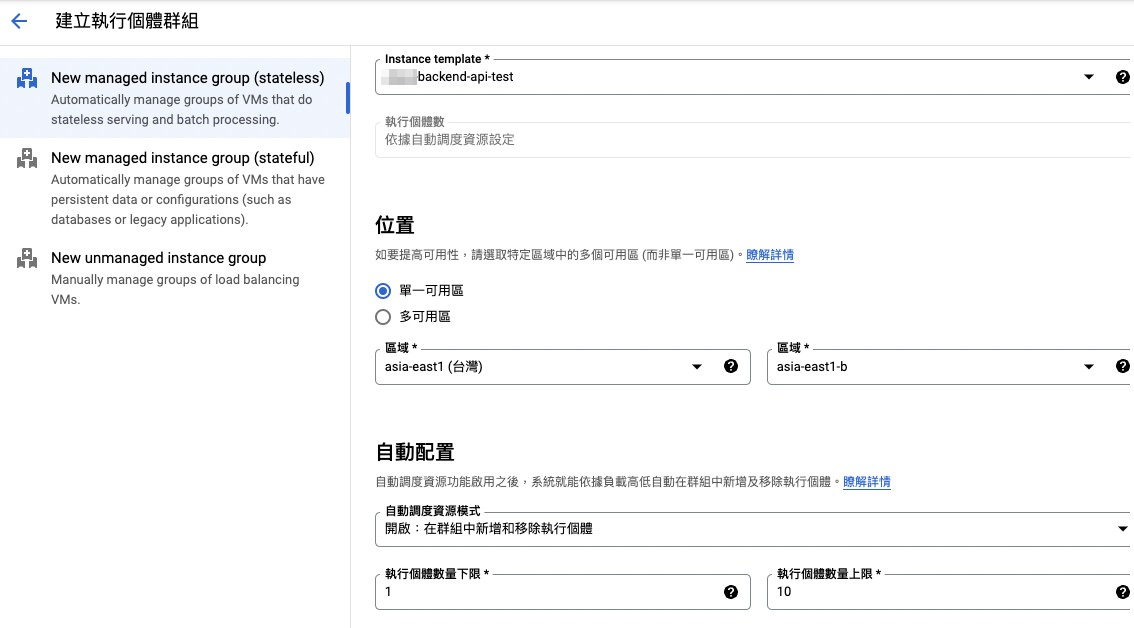 建立執行個體群組
New managed instance group (stateless)
Automatically manage groups of VMs that do
stateless serving and batch processing.
New managed instance group (stateful)
Automatically manage groups of VMs that have
persistent data or configurations (such as
databases or legacy applications).
New unmanaged instance group
Manually manage groups of load balancing
VMs.
Instance template *
backend-api-test
執行個體數
依據自動調度資源設定
位置
如要提高可用性，請選取特定區域中的多個可用區 (而非單一可用區)。瞭解詳情
單一可用區
多可用區
區域 *
asia-east1 (台灣)
區域 *
asia-east1-b
自動配置
自動調度資源功能啟用之後，系統就能依據負載高低自動在群組中新增及移除執行個體。瞭解詳情
自動調度資源模式
開啟：在群組中新增和移除執行個體
執行個體數量下限 *
1
執行個體數量上限 *
10